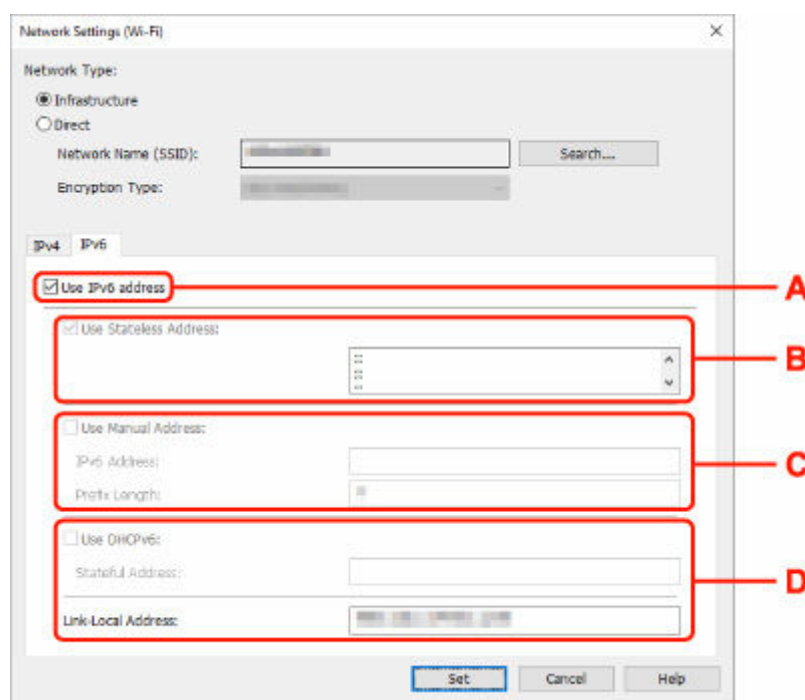 Network Settings (Wi-Fi)
Network Type:
Infrastructure
Direct
Network Name (SSID):
Search....
Encryption Type:
IPv4 IPv6
Use IPv6 address
A
Use Stateless Address:
::
::
::
B
Use Manual Address:
IPv6 Address:
C
Prefix Length:
Use DHCPv6:
Stateful Address:
D
Link-Local Address:
Set Cancel Help